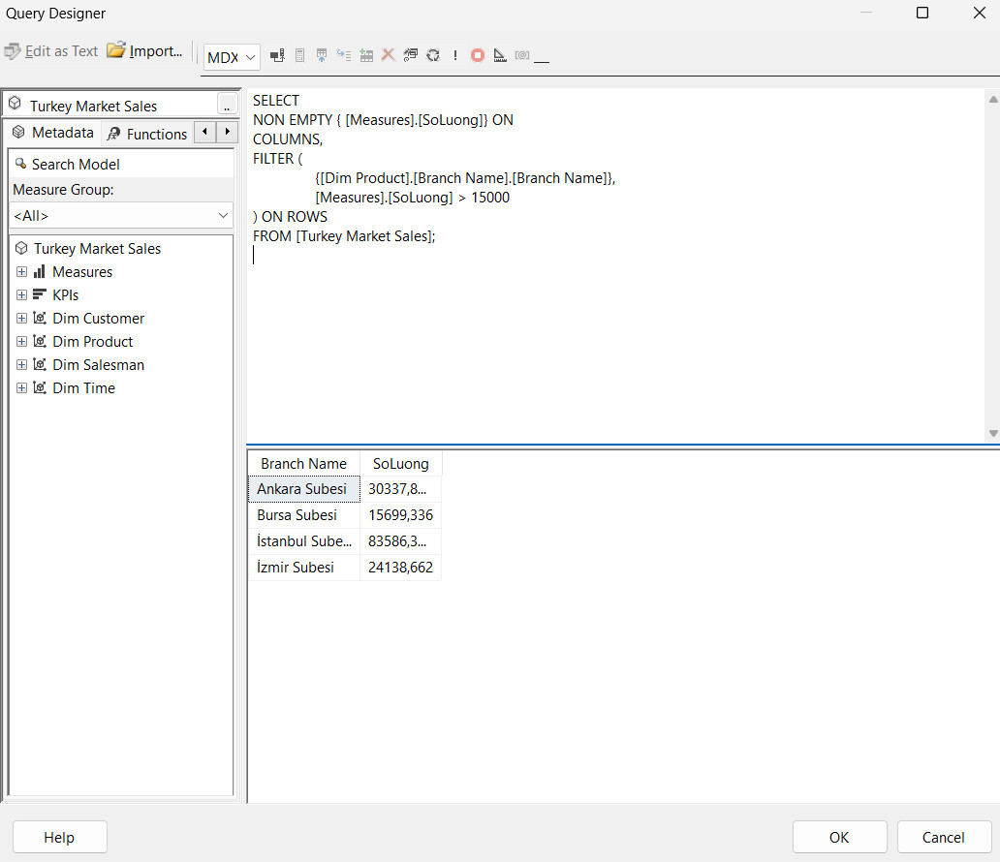 Query Designer
Edit as Text Import...
MDX
Turkey Market Sales ..
Metadata Functions
Search Model
Measure Group:
<All>
Turkey Market Sales
Measures
KPIs
Dim Customer
Dim Product
Dim Salesman
Dim Time
SELECT
NON EMPTY { [Measures].[SoLuong]} ON
COLUMNS,
FILTER (
{[Dim Product].[Branch Name].[Branch Name]},
[Measures].[SoLuong] > 15000
) ON ROWS
FROM [Turkey Market Sales];
Branch Name SoLuong
Ankara Subesi 30337,8...
Bursa Subesi 15699,336
İstanbul Sube... 83586,3...
İzmir Subesi 24138,662
Help OK Cancel